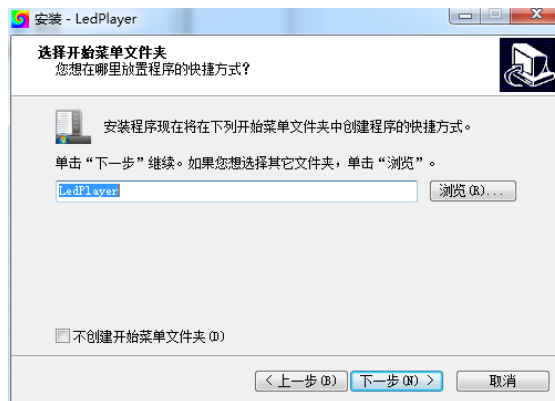 安装 - LedPlayer
选择开始菜单文件夹
您想在哪里放置程序的快捷方式?
安装程序现在将在下列开始菜单文件夹中创建程序的快捷方式。
单击“下一步”继续。如果您想选择其它文件夹，单击“浏览”。
LedPlayer
浏览(R)...
不创建开始菜单文件夹(D)
< 上一步(B)
下一步(N) >
取消